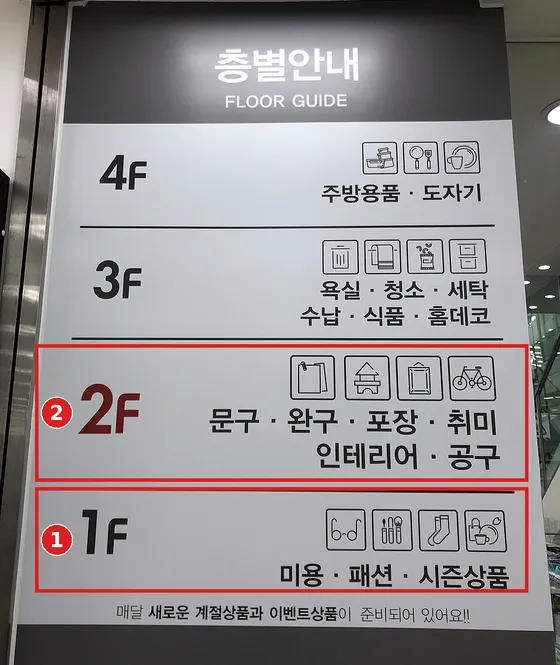 층별안내
FLOOR GUIDE
4F
주방용품 · 도자기
3F
욕실 · 청소 · 세탁
수납 · 식품 · 홈데코
2
2F
문구 · 완구 · 포장 · 취미
인테리어 · 공구
1
1F
미용 · 패션 · 시즌상품
매달 새로운 계절상품과 이벤트상품이 준비되어 있어요!!